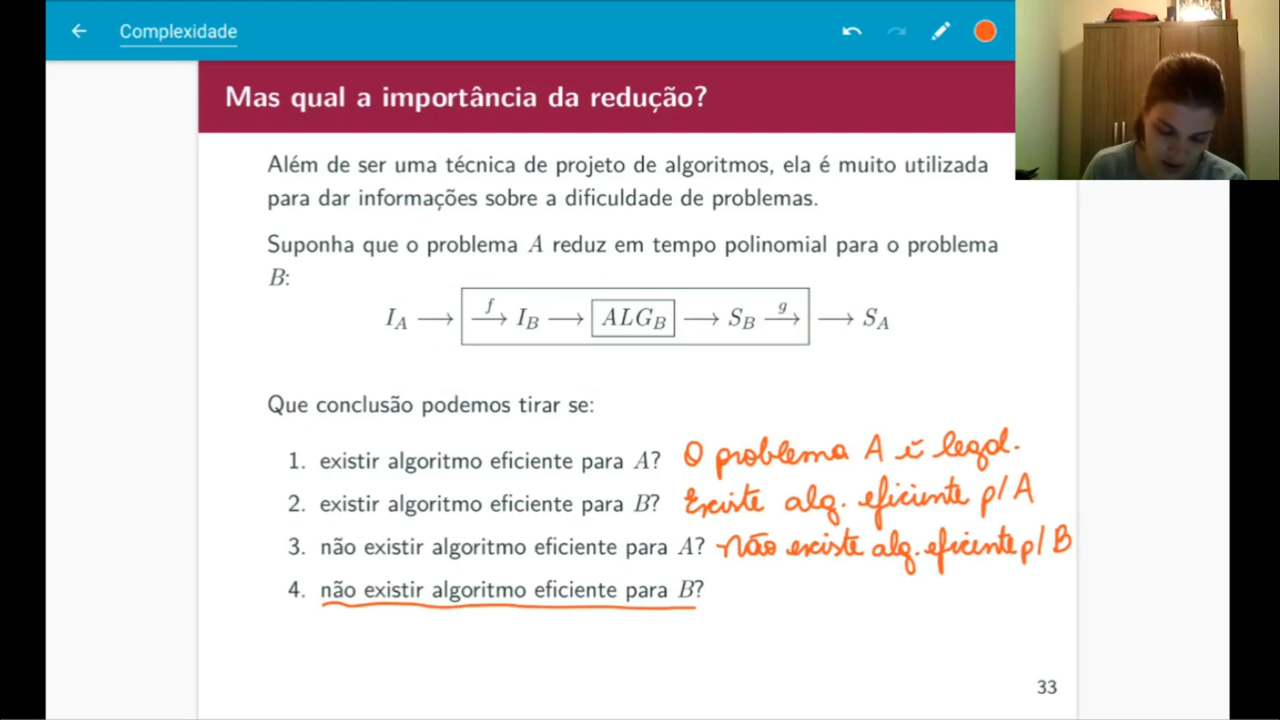 Complexidade
Mas qual a importância da redução?
Além de ser uma técnica de projeto de algoritmos, ela é muito utilizada
para dar informações sobre a dificuldade de problemas.
Suponha que o problema A reduz em tempo polinomial para o problema
B:
I_A → f → I_B → ALG_B → S_B g → → S_A
Que conclusão podemos tirar se:
1. existir algoritmo eficiente para A? O problema A é legal.
2. existir algoritmo eficiente para B? Existe alg. eficiente p/ A
3. não existir algoritmo eficiente para A? não existe alg. eficiente p/ B
4. não existir algoritmo eficiente para B?
33